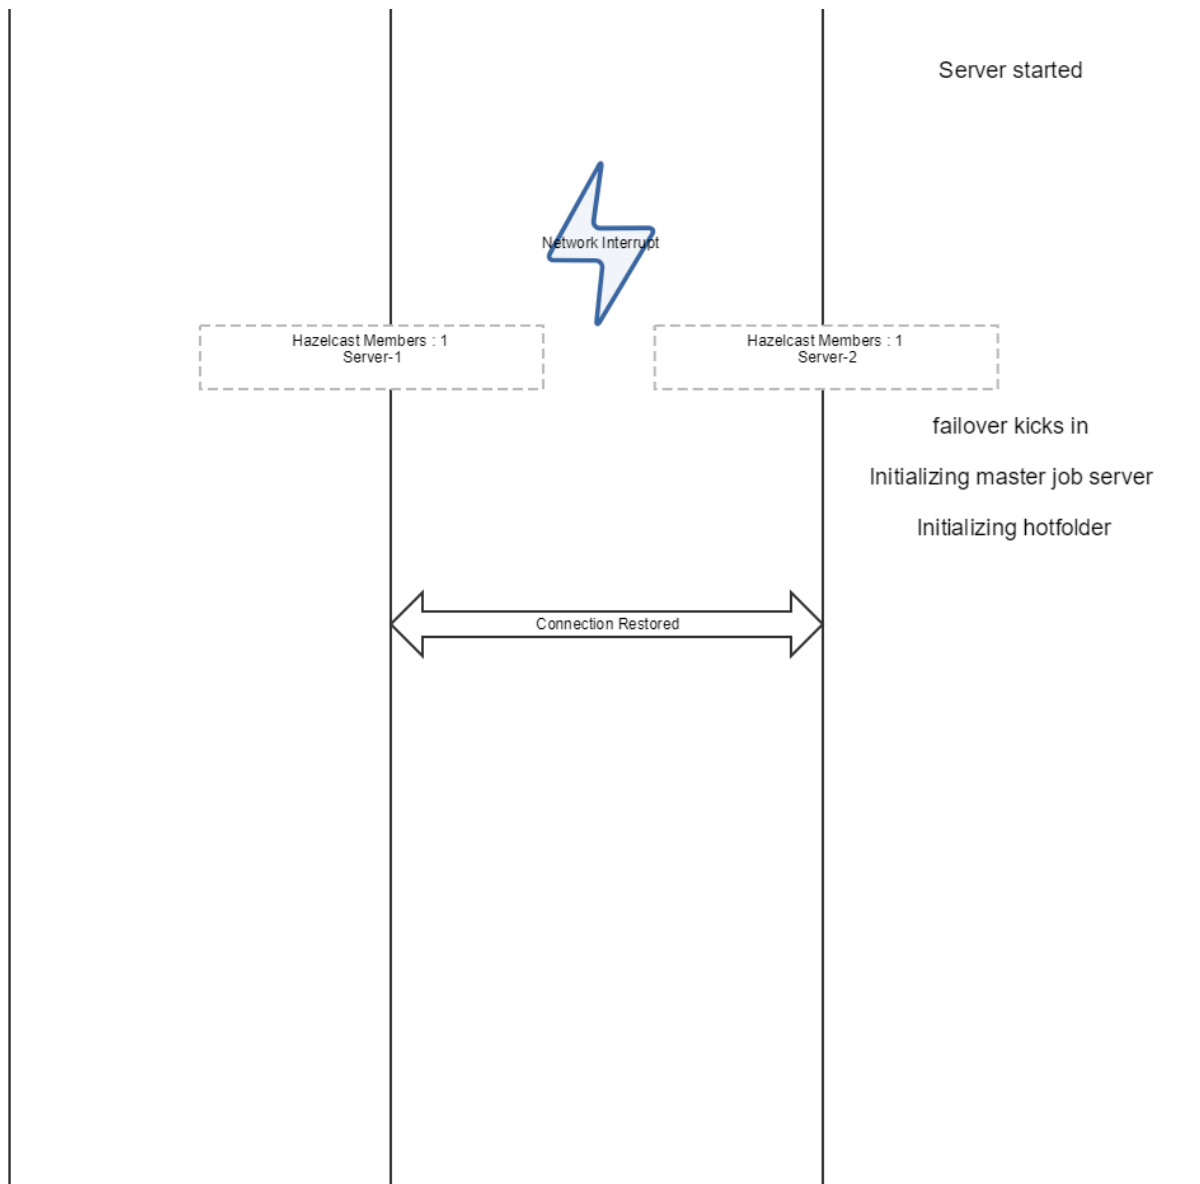 Server started
Network Interrupt
Hazelcast Members : 1
Server-1
Hazelcast Members : 1
Server-2
failover kicks in
Initializing master job server
Initializing hotfolder
Connection Restored